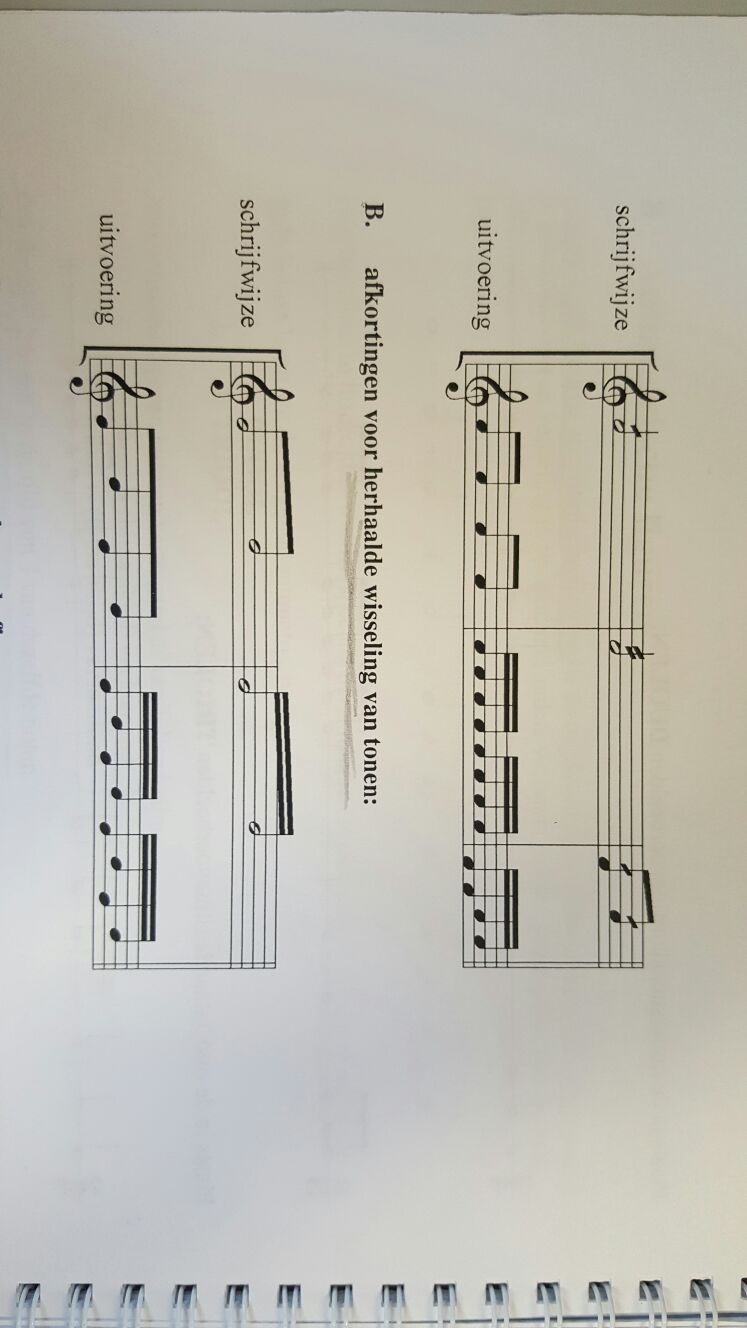 schrijfwijze
uitvoering
B. afkortingen voor herhaalde wisseling van tonen:
schrijfwijze
uitvoering